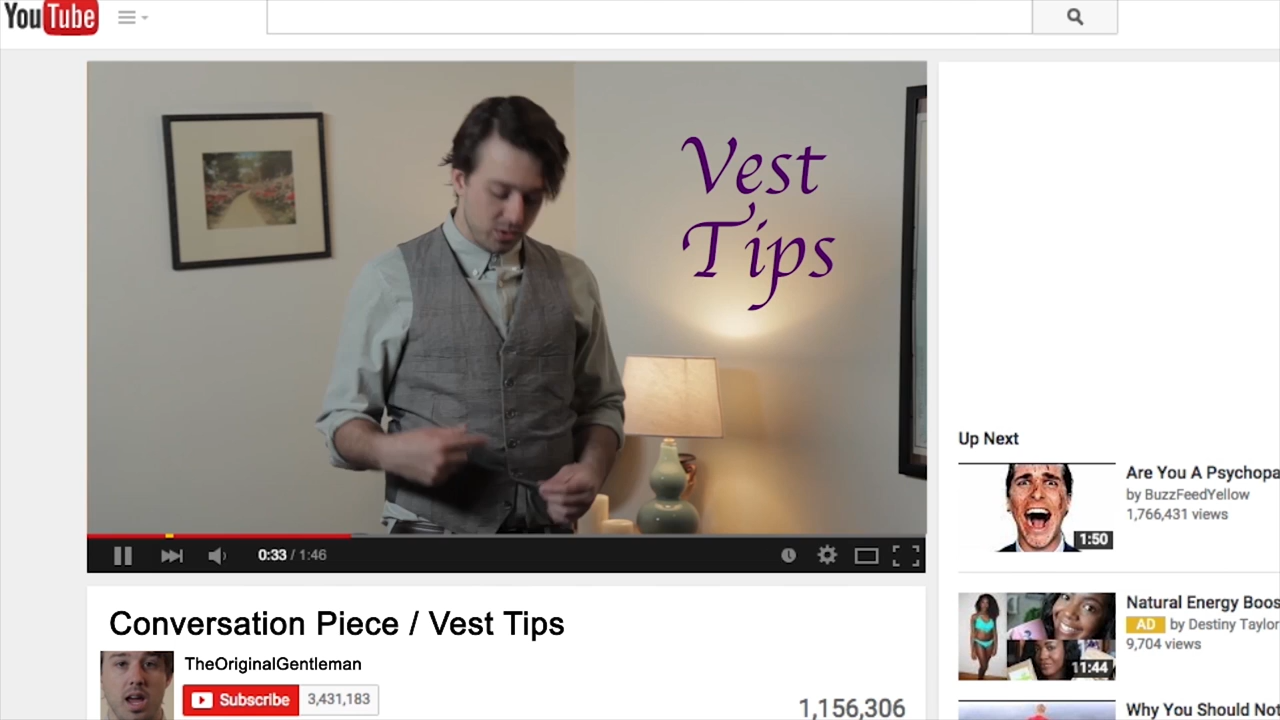 YouTube
Vest
Tips
0:33 / 1:46
Conversation Piece / Vest Tips
TheOriginalGentleman
Subscribe 3,431,183
1,156,306
Up Next
Are You A Psychopa
by BuzzFeedYellow
1,766,431 views
1:50
Natural Energy Boos
AD by Destiny Taylor
9,704 views
11:44
Why You Should Not